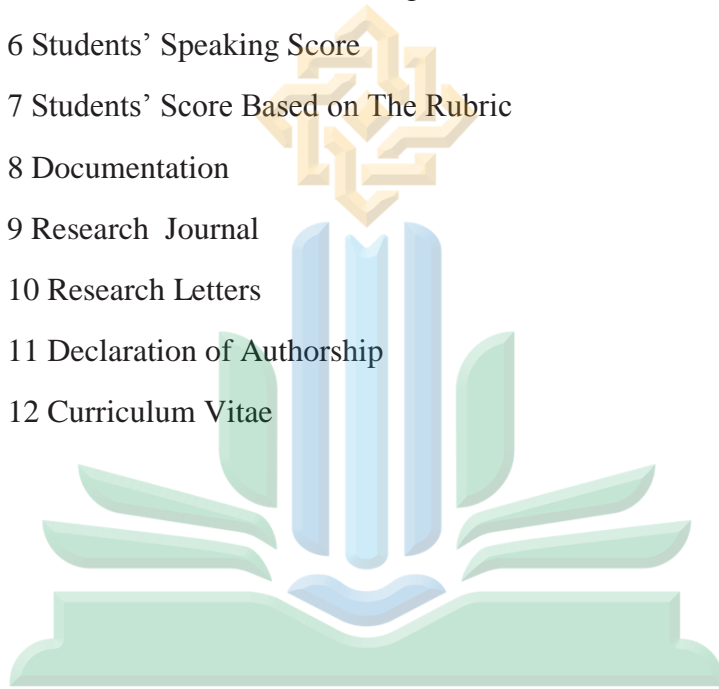 6 Students’ Speaking Score
7 Students’ Score Based on The Rubric
8 Documentation
9 Research Journal
10 Research Letters
11 Declaration of Authorship
12 Curriculum Vitae